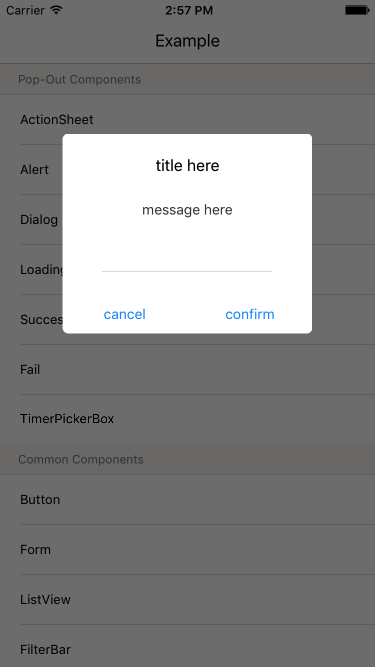 Carrier 2:57 PM
Example
Pop-Out Components
ActionSheet
Alert
Dialog
Loading
Succes
Fail
TimerPickerBox
title here
message here
cancel confirm
Common Components
Button
Form
ListView
FilterBar